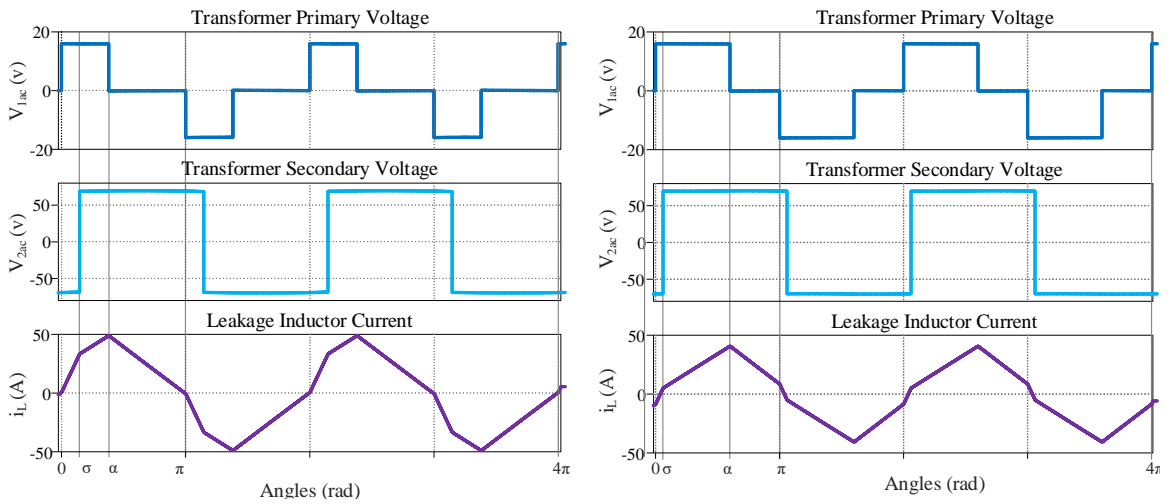 Transformer Primary Voltage
20
0
-20
V1ac (v)
Transformer Secondary Voltage
50
0
-50
V2ac (v)
Leakage Inductor Current
50
0
-50
iL (A)
0 σ α π 4π
Angles (rad)
Transformer Primary Voltage
20
0
-20
V1ac (v)
Transformer Secondary Voltage
50
0
-50
V2ac (v)
Leakage Inductor Current
50
0
-50
iL (A)
0 σ α π 4π
Angles (rad)